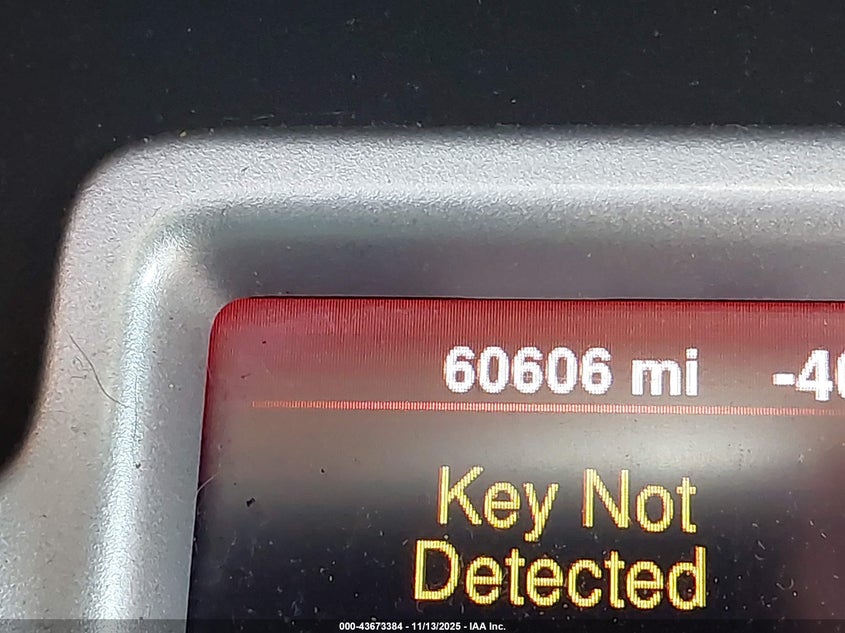 60606 mi
Key Not
Detected
000-43673384 - 11/13/2025 - IAA Inc.